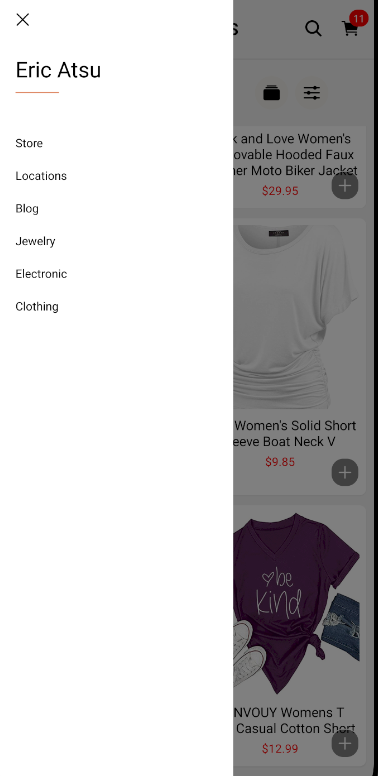 S
11
Eric Atsu
Store
Locations
Blog
Jewelry
Electronic
Clothing
k and Love Women's
ovable Hooded Faux
her Moto Biker Jacket
$29.95
Women's Solid Short
eeve Boat Neck V
$9.85
be
kind
NVOUY Womens T
Casual Cotton Short
$12.99